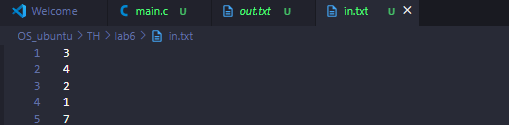 Welcome main.c U out.txt U in.txt U ×
OS_ubuntu > TH > lab6 > in.txt
1 3
2 4
3 2
4 1
5 7